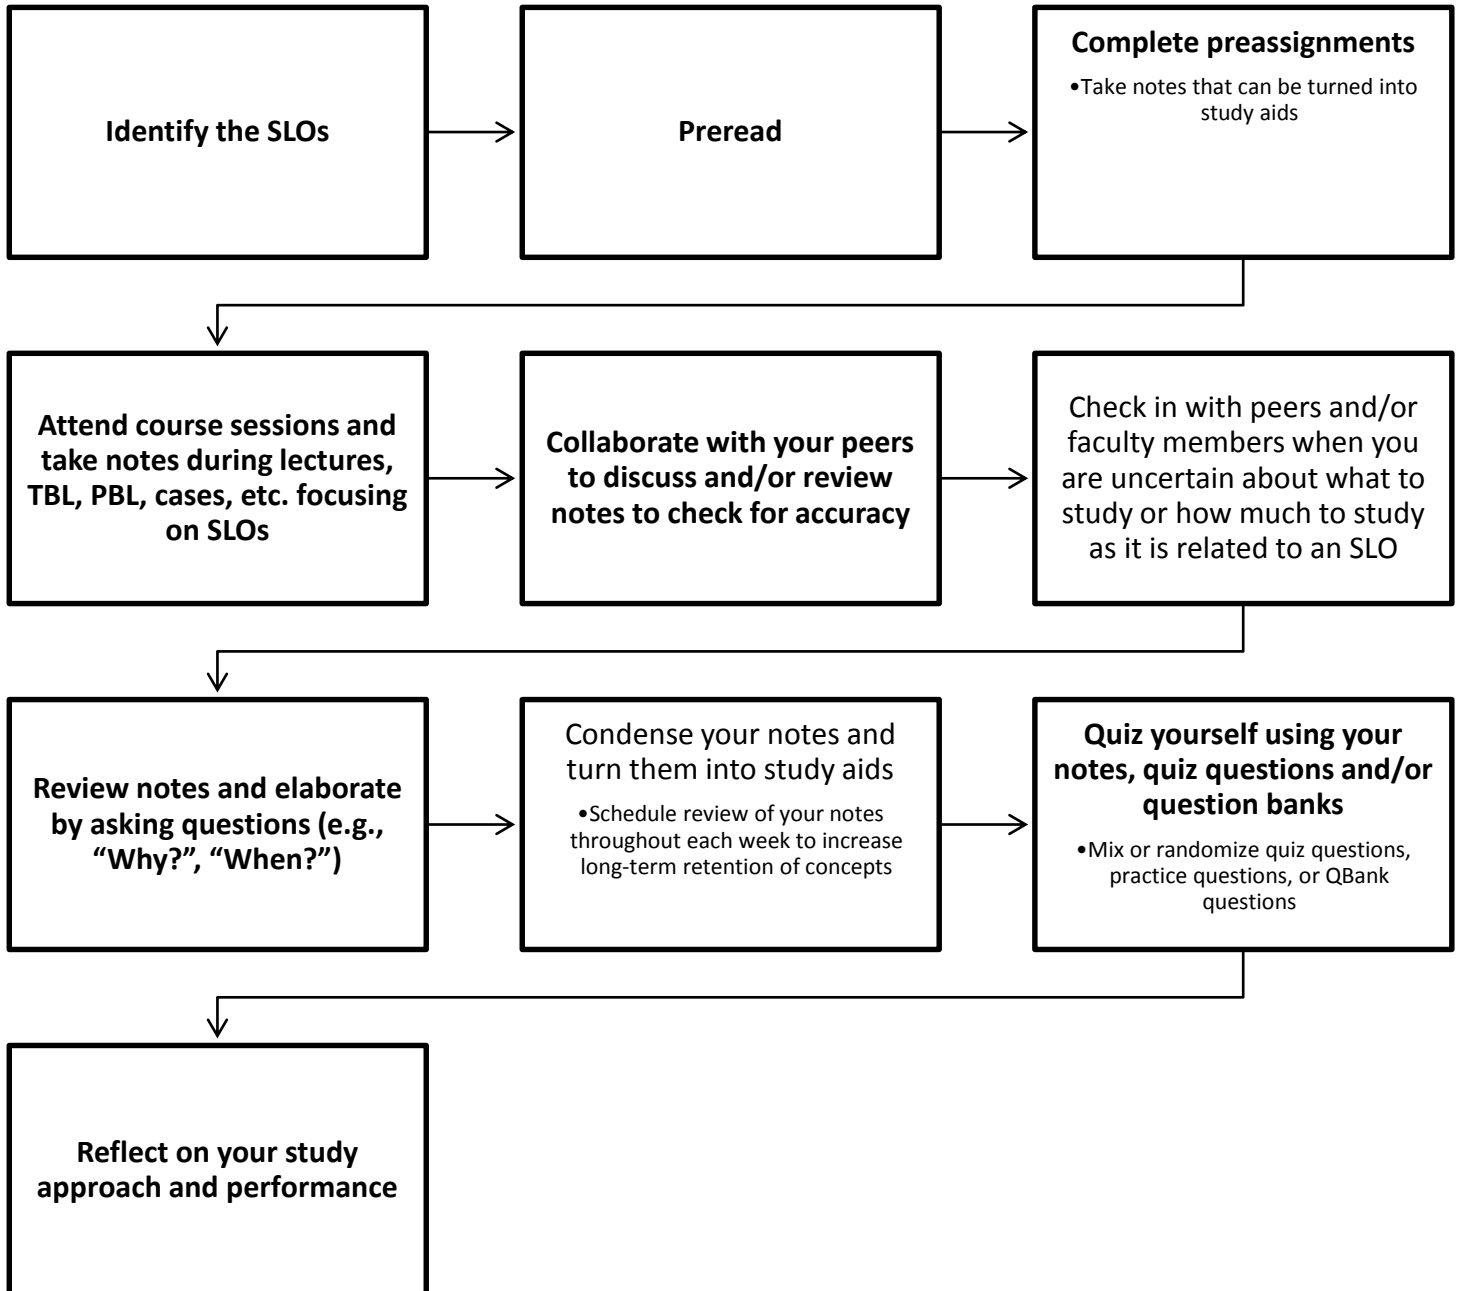 Identify the SLOs
Preread
Complete preassignments
•Take notes that can be turned into
study aids
Attend course sessions and
take notes during lectures,
TBL, PBL, cases, etc. focusing
on SLOs
Collaborate with your peers
to discuss and/or review
notes to check for accuracy
Check in with peers and/or
faculty members when you
are uncertain about what to
study or how much to study
as it is related to an SLO
Review notes and elaborate
by asking questions (e.g.,
“Why?”, “When?”)
Condense your notes and
turn them into study aids
•Schedule review of your notes
throughout each week to increase
long-term retention of concepts
Quiz yourself using your
notes, quiz questions and/or
question banks
•Mix or randomize quiz questions,
practice questions, or QBank
questions
Reflect on your study
approach and performance